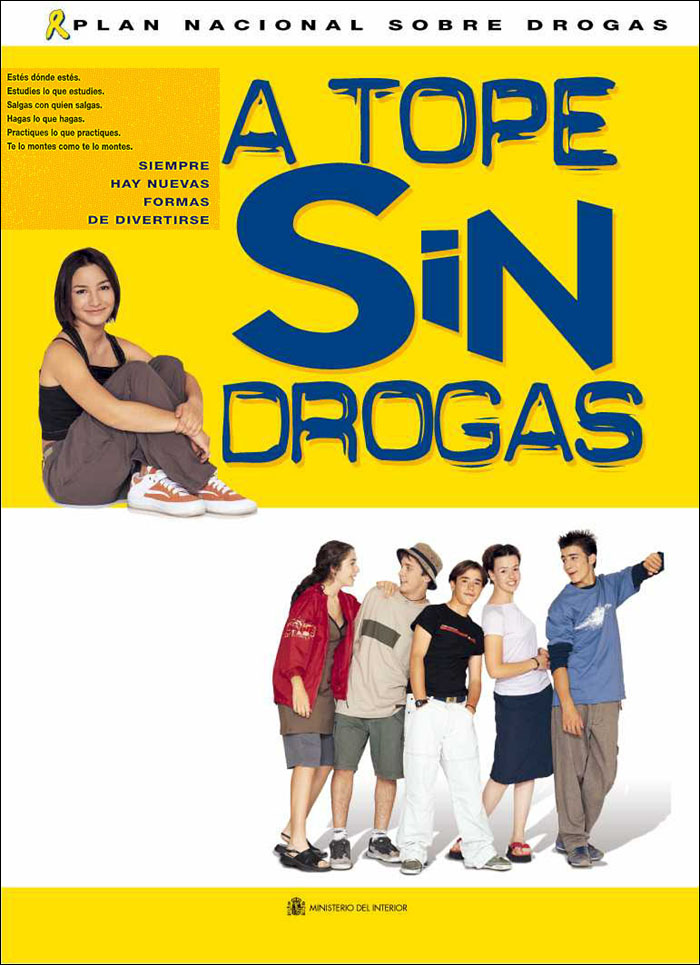 PLAN NACIONAL SOBRE DROGAS
Estés dónde estés.
Estudies lo que estudies.
Salgas con quien salgas.
Hagas lo que hagas.
Practiques lo que practiques.
Te lo montes como te lo montes.
SIEMPRE
HAY NUEVAS
FORMAS
DE DIVERTIRSE
A TOPE
SiN
DROGAS
MINISTERIO DEL INTERIOR